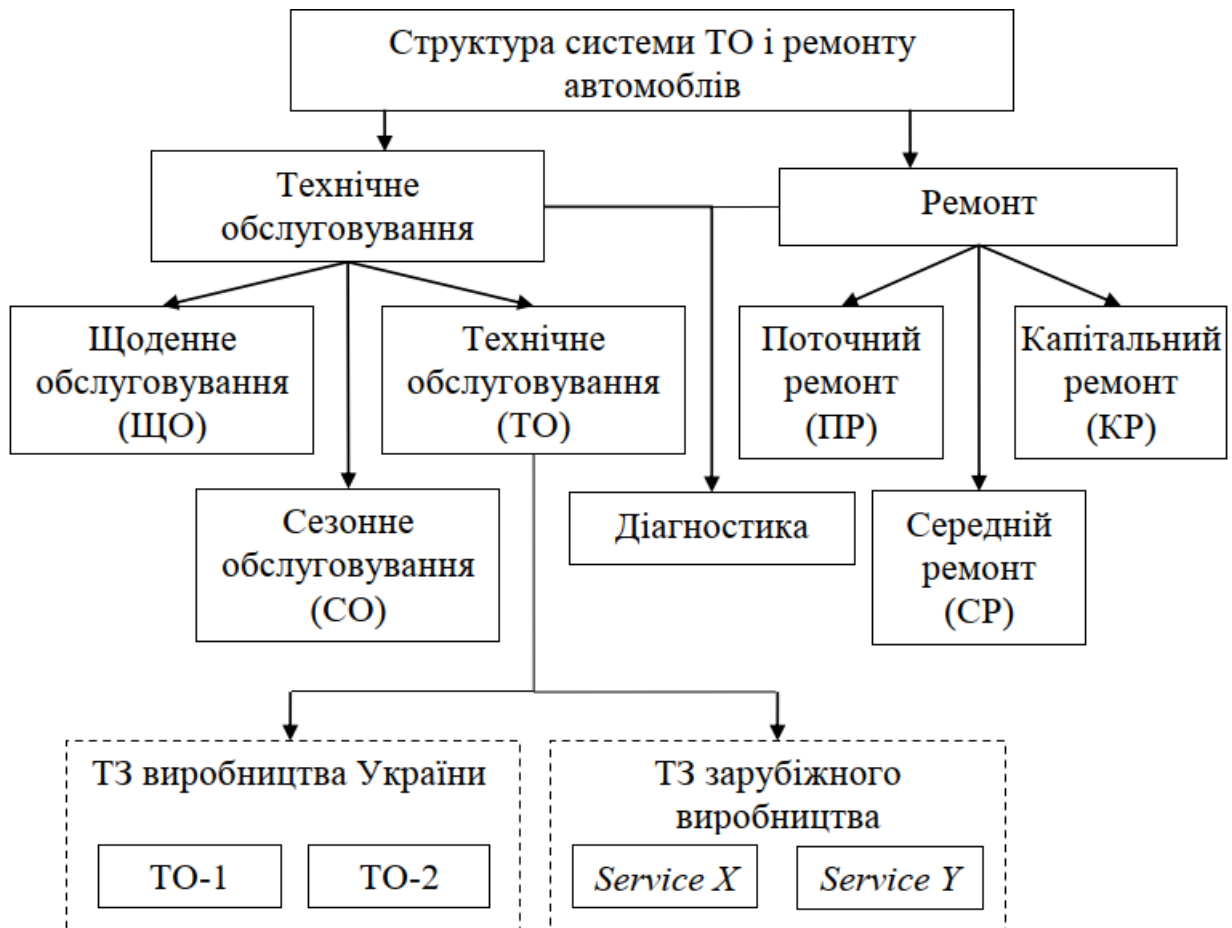 Структура системи ТО і ремонту
автомоблів
Технічне
обслуговування
Ремонт
Щоденне
обслуговування
(ЩО)
Технічне
обслуговування
(ТО)
Поточний
ремонт
(ПР)
Капітальний
ремонт
(КР)
Сезонне
обслуговування
(СО)
Діагностика
Середній
ремонт
(СР)
ТЗ виробництва України
ТО-1
ТО-2
ТЗ зарубіжного
виробництва
Service X
Service Y